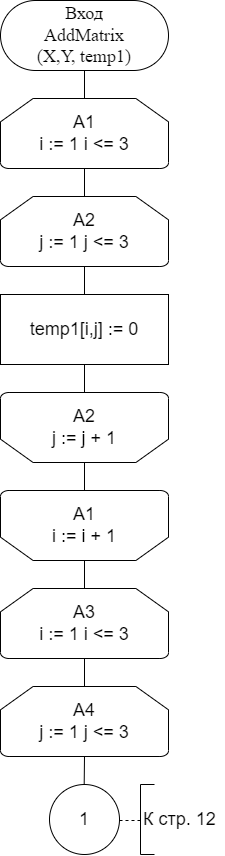 Вход
AddMatrix
(X,Y, temp1)
A1
i := 1 i <= 3
A2
j := 1 j <= 3
temp1[i,j] := 0
A2
j := j + 1
A1
i := i + 1
A3
i := 1 i <= 3
A4
j := 1 j <= 3
1
К стр. 12